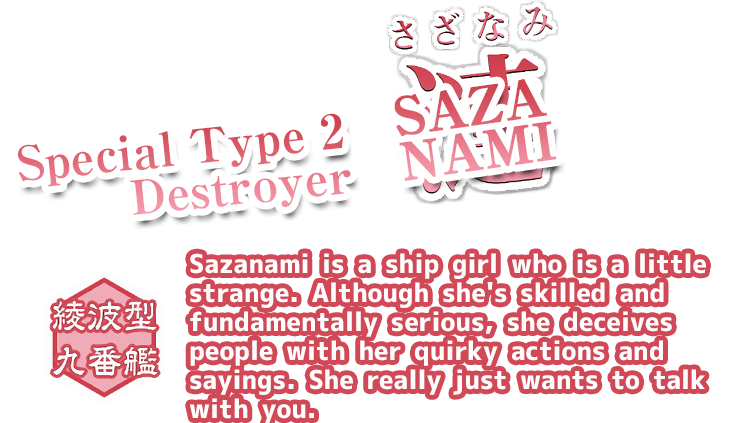 さざなみ
漣
SAZA
NAMI
Special Type 2
Destroyer
綾波型
九番艦
Sazanami is a ship girl who is a little
strange. Although she's skilled and
fundamentally serious, she deceives
people with her quirky actions and
sayings. She really just wants to talk
with you.